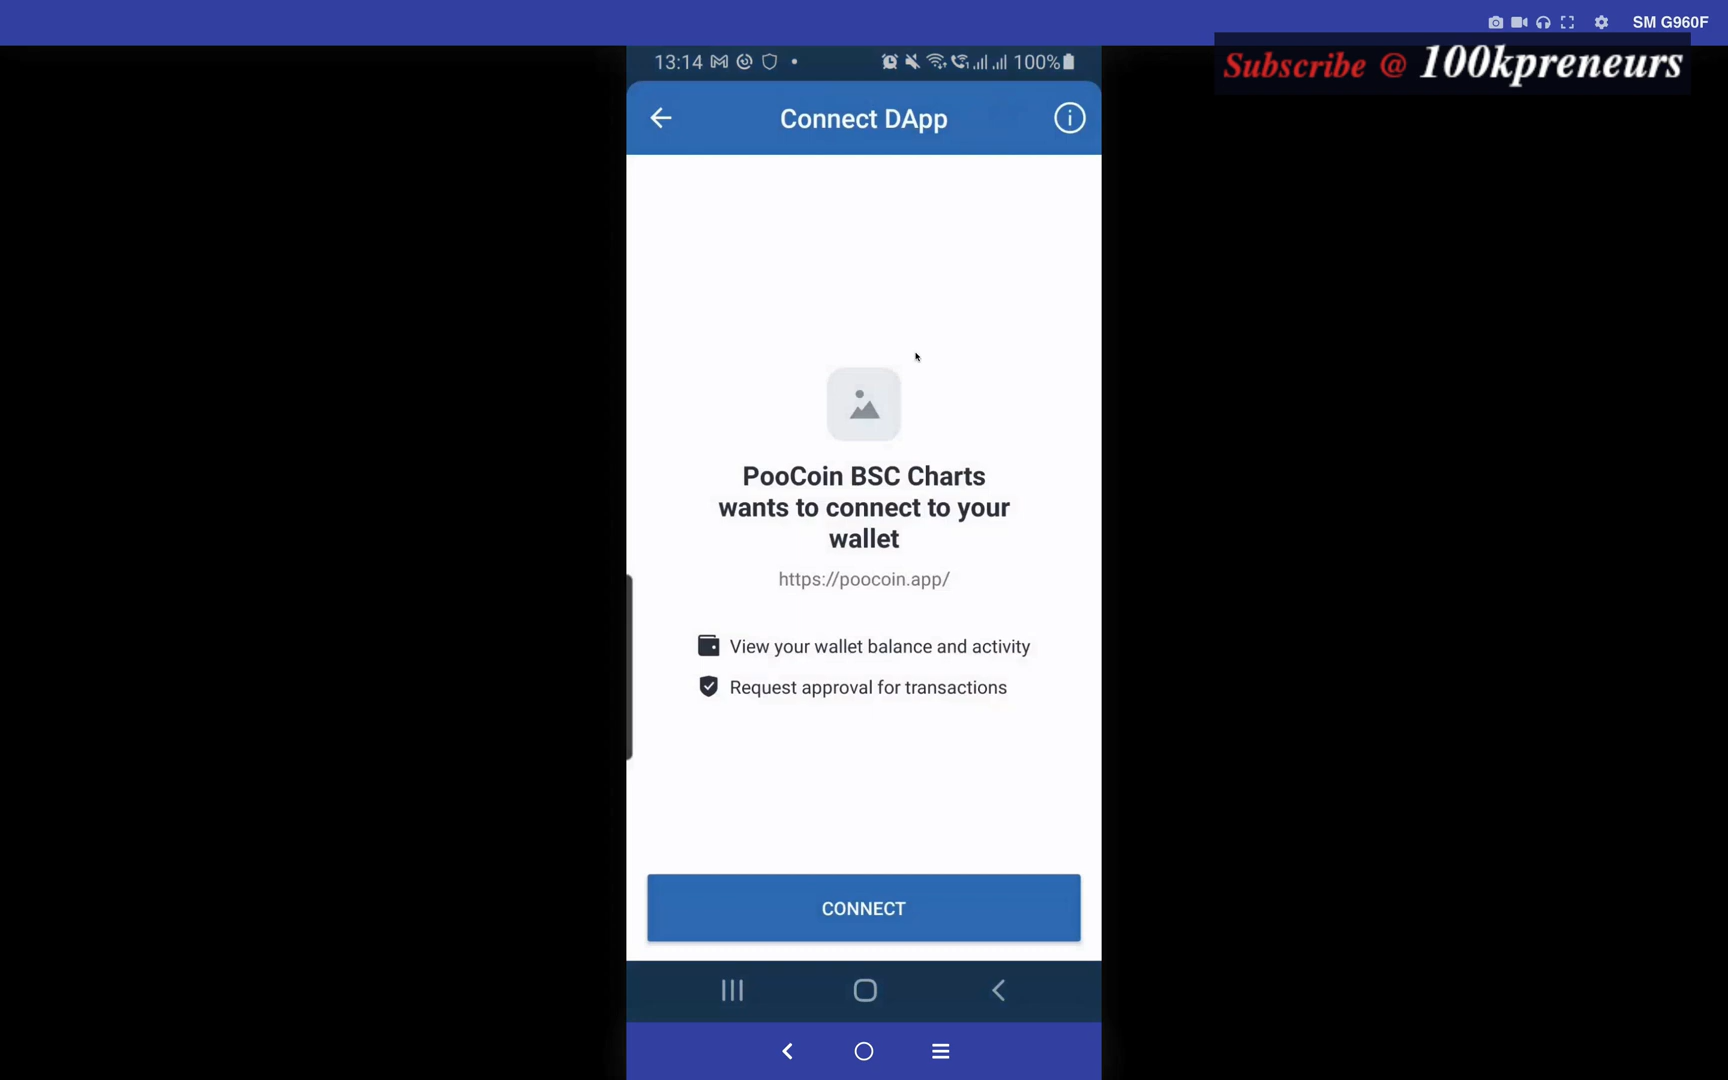 SM G960F
Subscribe @ 100kpreneurs
13:14
100%
Connect DApp
PooCoin BSC Charts
wants to connect to your
wallet
https://poocoin.app/
View your wallet balance and activity
Request approval for transactions
CONNECT